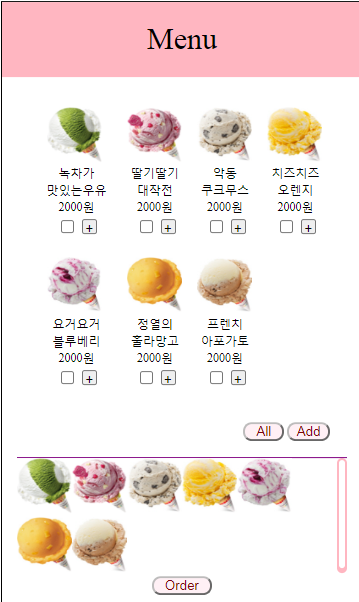 Menu
녹차가 딸기딸기 악동 치즈치즈
맛있는우유 대작전 쿠크무스 오렌지
2000원 2000원 2000원 2000원
+ + + +
요거요거 정열의 프렌치
블루베리 홀라망고 아포가토
2000원 2000원 2000원
+ + +
All Add
Order